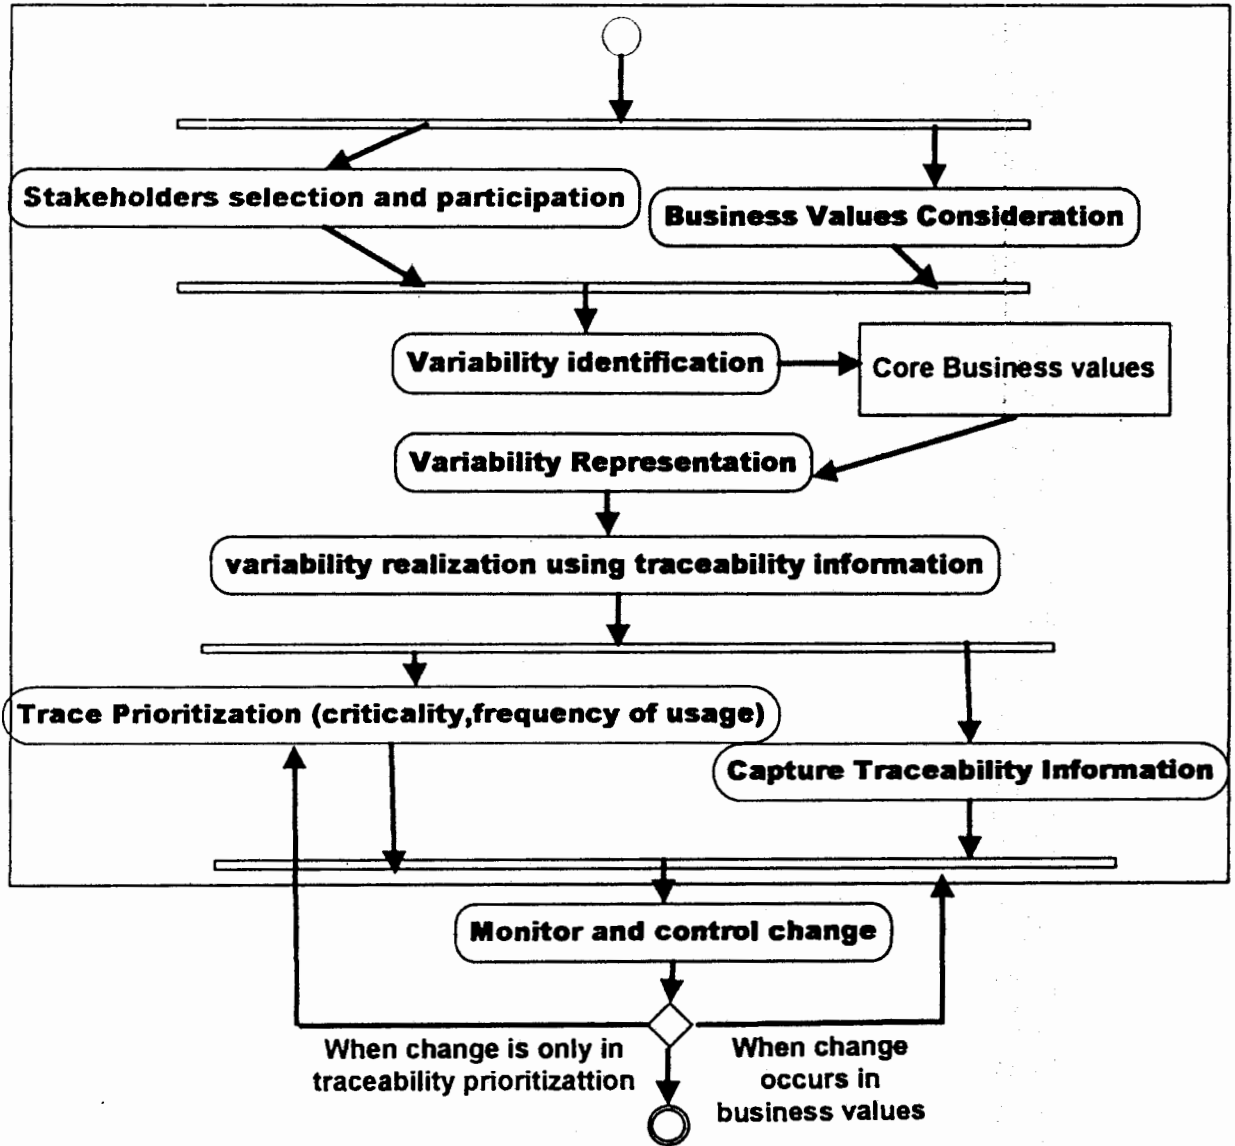 Stakeholders selection and participation
Business Values Consideration
Variability identification
Core Business values
Variability Representation
variability realization using traceability information
Trace Prioritization (criticality,frequency of usage)
Capture Traceability Information
Monitor and control change
When change is only in
traceability prioritizattion
When change
occurs in
business values